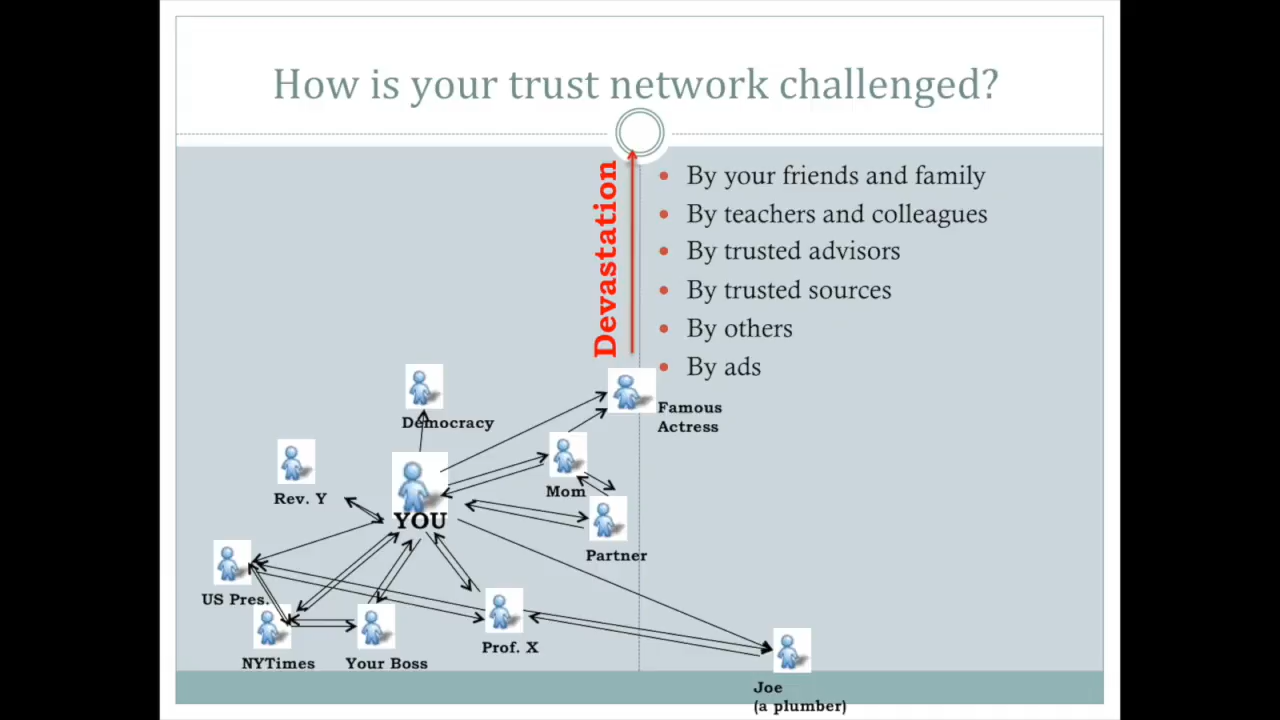 How is your trust network challenged?
Devastation
By your friends and family
By teachers and colleagues
By trusted advisors
By trusted sources
By others
By ads
Democracy
Famous
Actress
Rev. Y
YOU
Mom
Partner
US Pres.
NYTimes
Your Boss
Prof. X
Joe
(a plumber)